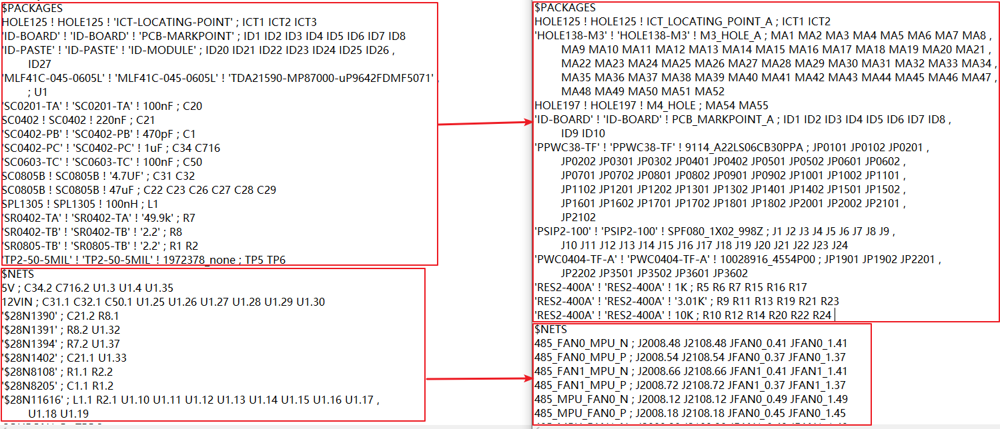 $PACKAGES
HOLE125 ! HOLE125 ! 'ICT-LOCATING-POINT' ; ICT1 ICT2 ICT3
'ID-BOARD' ! 'ID-BOARD' ! 'PCB-MARKPOINT' ; ID1 ID2 ID3 ID4 ID5 ID6 ID7 ID8
'ID-PASTE' ! 'ID-PASTE' ! 'ID-MODULE' ; ID20 ID21 ID22 ID23 ID24 ID25 ID26 ,
ID27
'MLF41C-045-0605L' ! 'MLF41C-045-0605L' ! 'TDA21590-MP87000-uP9642FDMF5071' ,
; U1
'SC0201-TA' ! 'SC0201-TA' ! 100nF ; C20
SC0402 ! SC0402 ! 220nF ; C21
'SC0402-PB' ! 'SC0402-PB' ! 470pF ; C1
'SC0402-PC' ! 'SC0402-PC' ! 1uF ; C34 C716
'SC0603-TC' ! 'SC0603-TC' ! 100nF ; C50
SC0805B ! SC0805B ! '4.7UF' ; C31 C32
SC0805B ! SC0805B ! 47uF ; C22 C23 C26 C27 C28 C29
SPL1305 ! SPL1305 ! 100nH ; L1
'SR0402-TA' ! 'SR0402-TA' ! '49.9k' ; R7
'SR0402-TB' ! 'SR0402-TB' ! '2.2' ; R8
'SR0805-TB' ! 'SR0805-TB' ! '2.2' ; R1 R2
'TP2-50-5MIL' ! 'TP2-50-5MIL' ! 1972378_none ; TP5 TP6
$NETS
5V ; C34.2 C716.2 U1.3 U1.4 U1.35
12VIN ; C31.1 C32.1 C50.1 U1.25 U1.26 U1.27 U1.28 U1.29 U1.30
'$28N1390' ; C21.2 R8.1
'$28N1391' ; R8.2 U1.32
'$28N1394' ; R7.2 U1.37
'$28N1402' ; C21.1 U1.33
'$28N8108' ; R1.1 R2.2
'$28N8205' ; C1.1 R1.2
'$28N11616' ; L1.1 R2.1 U1.10 U1.11 U1.12 U1.13 U1.14 U1.15 U1.16 U1.17 ,
U1.18 U1.19
$PACKAGES
HOLE125 ! HOLE125 ! ICT_LOCATING_POINT_A ; ICT1 ICT2
'HOLE138-M3' ! 'HOLE138-M3' ! M3_HOLE_A ; MA1 MA2 MA3 MA4 MA5 MA6 MA7 MA8 ,
MA9 MA10 MA11 MA12 MA13 MA14 MA15 MA16 MA17 MA18 MA19 MA20 MA21 ,
MA22 MA23 MA24 MA25 MA26 MA27 MA28 MA29 MA30 MA31 MA32 MA33 MA34 ,
MA35 MA36 MA37 MA38 MA39 MA40 MA41 MA42 MA43 MA44 MA45 MA46 MA47 ,
MA48 MA49 MA50 MA51 MA52
HOLE197 ! HOLE197 ! M4_HOLE ; MA54 MA55
'ID-BOARD' ! 'ID-BOARD' ! PCB_MARKPOINT_A ; ID1 ID2 ID3 ID4 ID5 ID6 ID7 ID8 ,
ID9 ID10
'PPWC38-TF' ! 'PPWC38-TF' ! 9114_A22LS06CB30PPA ; JP0101 JP0102 JP0201 ,
JP0202 JP0301 JP0302 JP0401 JP0402 JP0501 JP0502 JP0601 JP0602 ,
JP0701 JP0702 JP0801 JP0802 JP0901 JP0902 JP1001 JP1002 JP1101 ,
JP1102 JP1201 JP1202 JP1301 JP1302 JP1401 JP1402 JP1501 JP1502 ,
JP1601 JP1602 JP1701 JP1702 JP1801 JP1802 JP2001 JP2002 JP2101 ,
JP2102
'PSIP2-100' ! 'PSIP2-100' ! SPF080_1X02_998Z ; J1 J2 J3 J4 J5 J6 J7 J8 J9 ,
J10 J11 J12 J13 J14 J15 J16 J17 J18 J19 J20 J21 J22 J23 J24
'PWC0404-TF-A' ! 'PWC0404-TF-A' ! 10028916_4554P00 ; JP1901 JP1902 JP2201 ,
JP2202 JP3501 JP3502 JP3601 JP3602
'RES2-400A' ! 'RES2-400A' ! 1K ; R5 R6 R7 R15 R16 R17
'RES2-400A' ! 'RES2-400A' ! '3.01K' ; R9 R11 R13 R19 R21 R23
'RES2-400A' ! 'RES2-400A' ! 10K ; R10 R12 R14 R20 R22 R24
$NETS
485_FAN0_MPU_N ; J2008.48 J2108.48 JFAN0_0.41 JFAN0_1.41
485_FAN0_MPU_P ; J2008.54 J2108.54 JFAN0_0.37 JFAN0_1.37
485_FAN1_MPU_N ; J2008.66 J2108.66 JFAN1_0.41 JFAN1_1.41
485_FAN1_MPU_P ; J2008.72 J2108.72 JFAN1_0.37 JFAN1_1.37
485_MPU_FAN0_N ; J2008.12 J2108.12 JFAN0_0.49 JFAN0_1.49
485_MPU_FAN0_P ; J2008.18 J2108.18 JFAN0_0.45 JFAN0_1.45